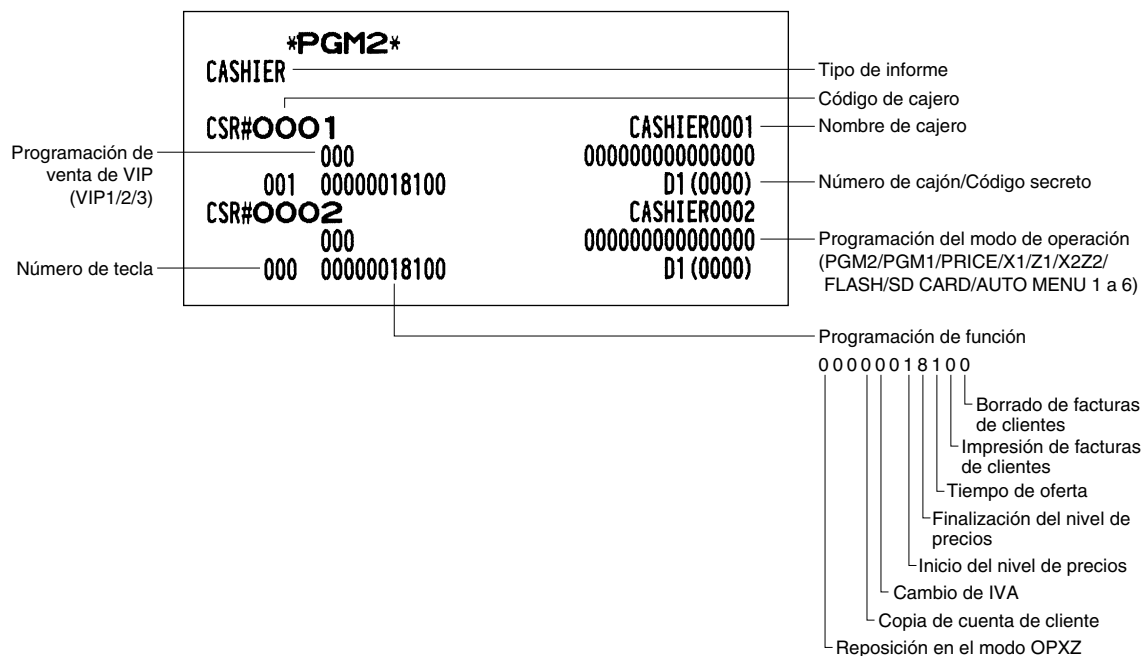 *PGM2*
CASHIER
Tipo de informe
Código de cajero
CSR#0001 CASHIER0001
Nombre de cajero
Programación de
venta de VIP
(VIP1/2/3)
000 000000000000000
001 00000018100 D1(0000)
Número de cajón/Código secreto
CSR#0002 CASHIER0002
000 000000000000000
Programación del modo de operación
(PGM2/PGM1/PRICE/X1/Z1/X2Z2/
FLASH/SD CARD/AUTO MENU 1 a 6)
Número de tecla
000 00000018100 D1(0000)
Programación de función
00000018100
Borrado de facturas
de clientes
Impresión de facturas
de clientes
Tiempo de oferta
Finalización del nivel de
precios
Inicio del nivel de precios
Cambio de IVA
Copia de cuenta de cliente
Reposición en el modo OPXZ